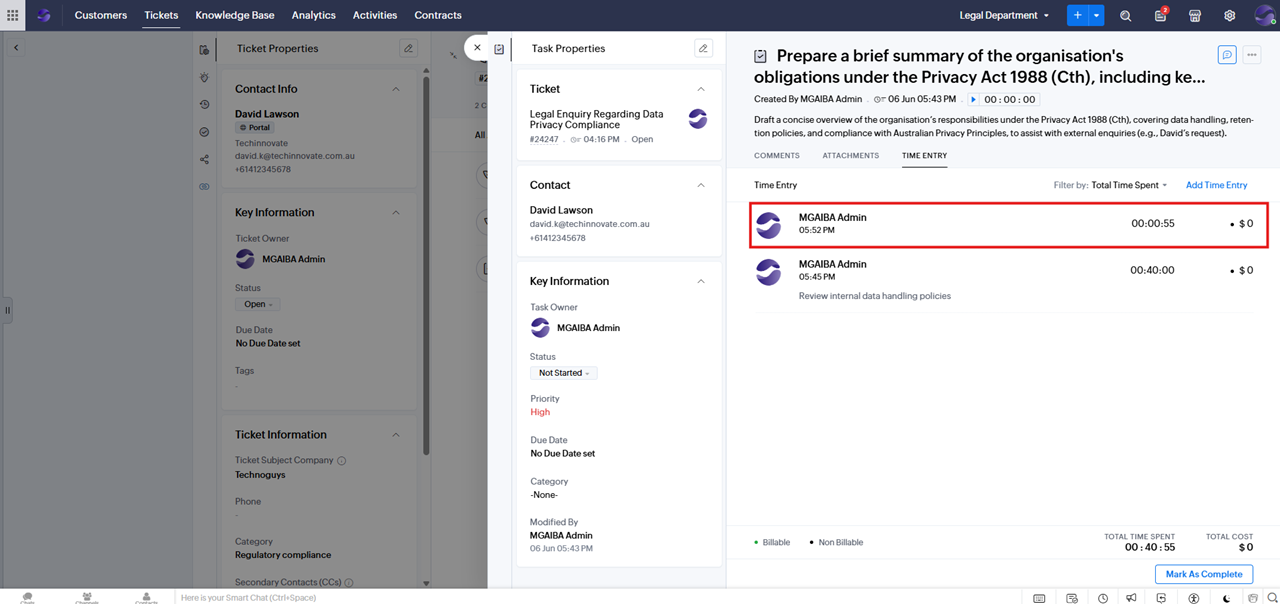 Customers
Tickets
Knowledge Base
Analytics
Activities
Contracts
Legal Department
2
Ticket Properties
Contact Info
David Lawson
Portal
Techinnovate
david.k@techinnovate.com.au
+61412345678
Key Information
Ticket Owner
MGAIBA Admin
Status
Open
Due Date
No Due Date set
Tags
-
Ticket Information
Ticket Subject Company
Technoguys
Phone
-
Category
Regulatory compliance
Secondary Contacts (CCs)
#2
2 C
All
Task Properties
Ticket
Legal Enquiry Regarding Data
Privacy Compliance
#24247 . 04:16 PM . Open
Contact
David Lawson
david.k@techinnovate.com.au
+61412345678
Key Information
Task Owner
MGAIBA Admin
Status
Not Started
Priority
High
Due Date
No Due Date set
Category
-None-
Modified By
MGAIBA Admin
06 Jun 05:43 PM
Prepare a brief summary of the organisation's
obligations under the Privacy Act 1988 (Cth), including ke...
Created By MGAIBA Admin . 06 Jun 05:43 PM . 00 : 00 : 00
Draft a concise overview of the organisation's responsibilities under the Privacy Act 1988 (Cth), covering data handling, reten-
tion policies, and compliance with Australian Privacy Principles, to assist with external enquiries (e.g., David's request).
COMMENTS
ATTACHMENTS
TIME ENTRY
Time Entry
Filter by: Total Time Spent
Add Time Entry
MGAIBA Admin
05:52 PM
00:00:55
• $ 0
MGAIBA Admin
05:45 PM
00:40:00
• $ 0
Review internal data handling policies
• Billable
• Non Billable
TOTAL TIME SPENT
00 : 40 : 55
TOTAL COST
$ 0
Mark As Complete
Chats
Channels
Contacts
Here is your Smart Chat (Ctrl+Space)